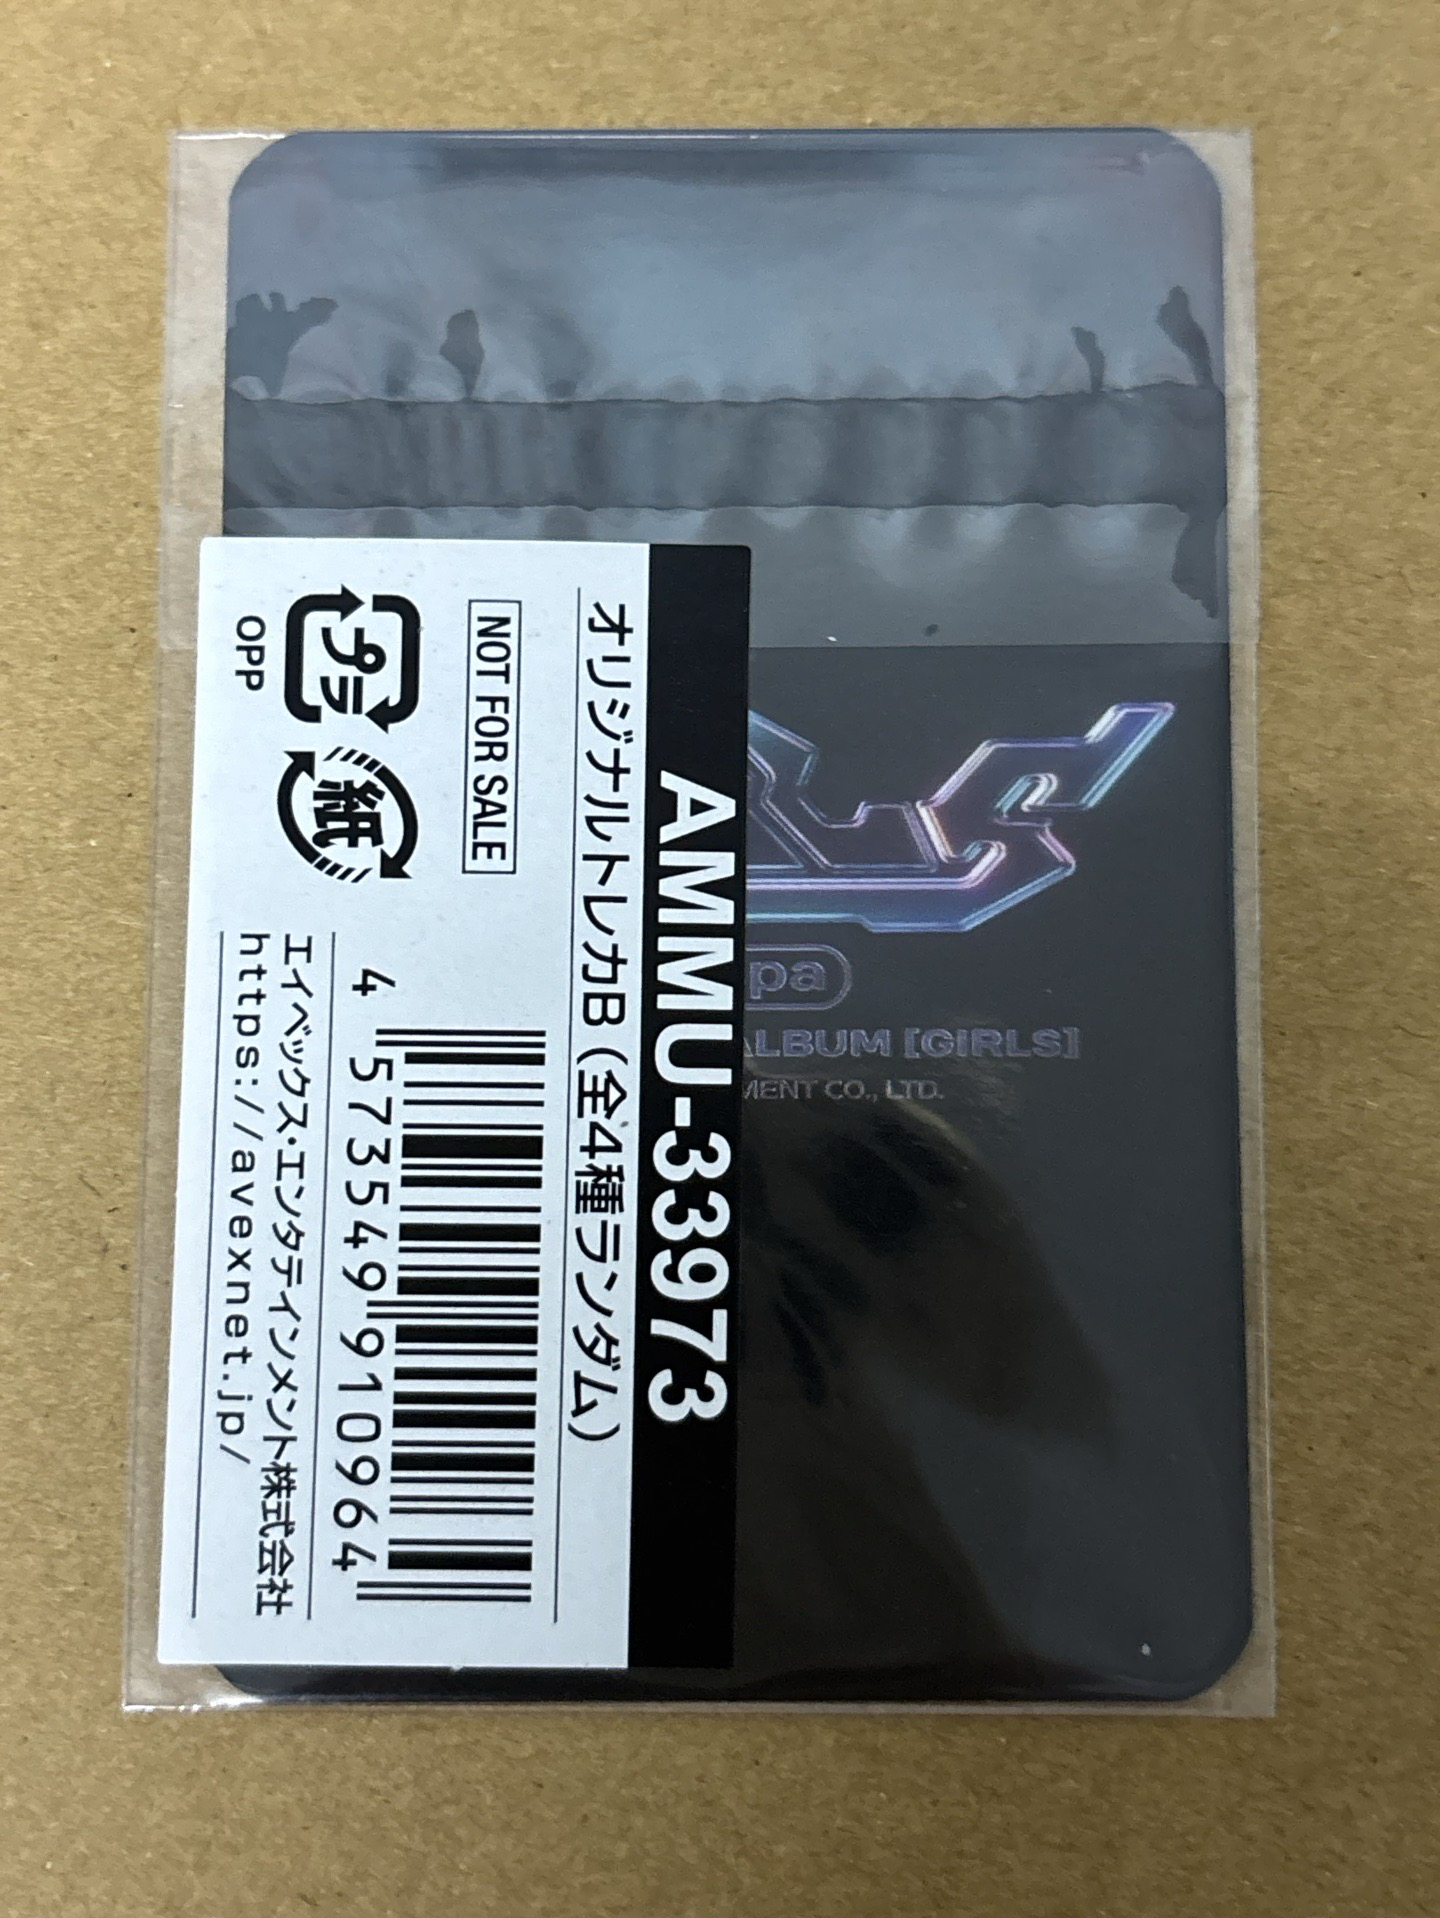 AMMU-33973
オリジナルトレカB（全4種ランダム）
NOT FOR SALE
プラ
紙
OPP
4 573549 910964
エイベックス・エンタテインメント株式会社
https://avexnet.jp/
pa
ALBUM [GIRLS]
MENT CO., LTD.